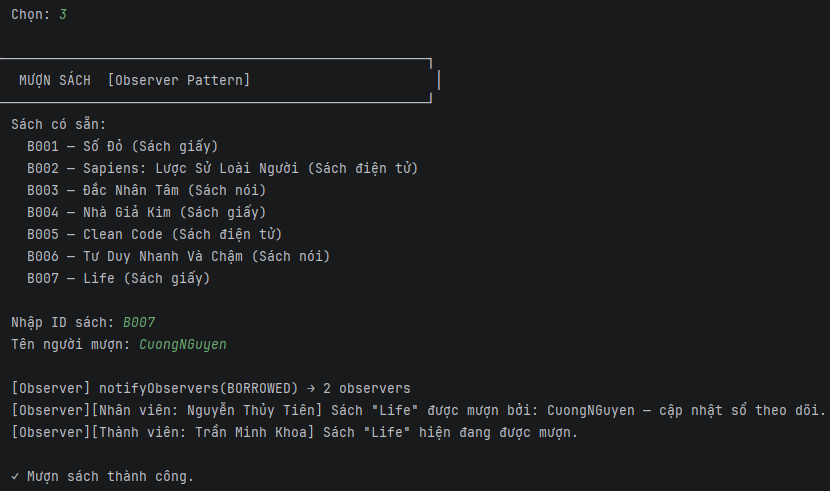 Chọn: 3
MƯỢN SÁCH [Observer Pattern]
Sách có sẵn:
B001 — Số Đỏ (Sách giấy)
B002 — Sapiens: Lược Sử Loài Người (Sách điện tử)
B003 — Đắc Nhân Tâm (Sách nói)
B004 — Nhà Giả Kim (Sách giấy)
B005 — Clean Code (Sách điện tử)
B006 — Tư Duy Nhanh Và Chậm (Sách nói)
B007 — Life (Sách giấy)
Nhập ID sách: B007
Tên người mượn: CuongNGuyen
[Observer] notifyObservers(BORROWED) → 2 observers
[Observer][Nhân viên: Nguyễn Thủy Tiên] Sách "Life" được mượn bởi: CuongNGuyen — cập nhật sổ theo dõi.
[Observer][Thành viên: Trần Minh Khoa] Sách "Life" hiện đang được mượn.
✓ Mượn sách thành công.